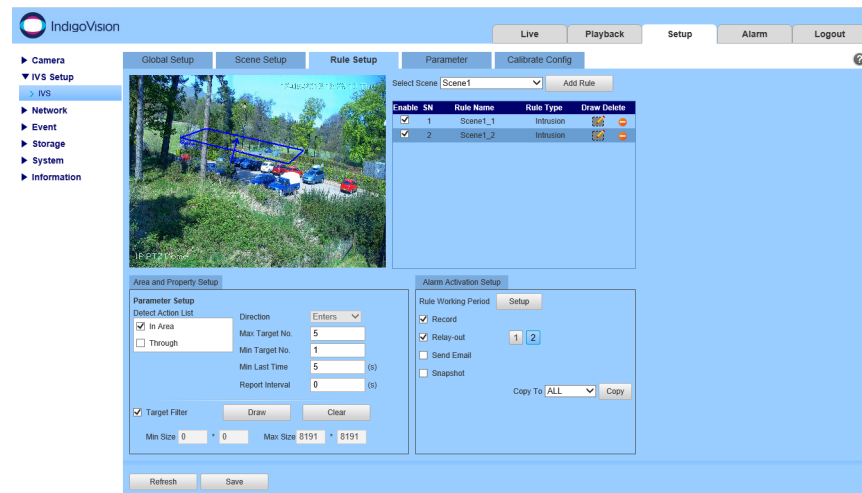 IndigoVision
Live Playback Setup Alarm Logout
Camera
IVS Setup
IVS
Network
Event
Storage
System
Information
Global Setup Scene Setup Rule Setup Parameter Calibrate Config
Select Scene Scene1 Add Rule
Enable SN Rule Name Rule Type Draw Delete
1 Scene1_1 Intrusion
2 Scene1_2 Intrusion
Area and Property Setup
Parameter Setup
Detect Action List
In Area
Through
Direction Enters
Max Target No. 5
Min Target No. 1
Min Last Time 5 (s)
Report Interval 0 (s)
Target Filter Draw Clear
Min Size 0 * 0 Max Size 8191 * 8191
Alarm Activation Setup
Rule Working Period Setup
Record
Relay-out 1 2
Send Email
Snapshot
Copy To ALL Copy
Refresh Save